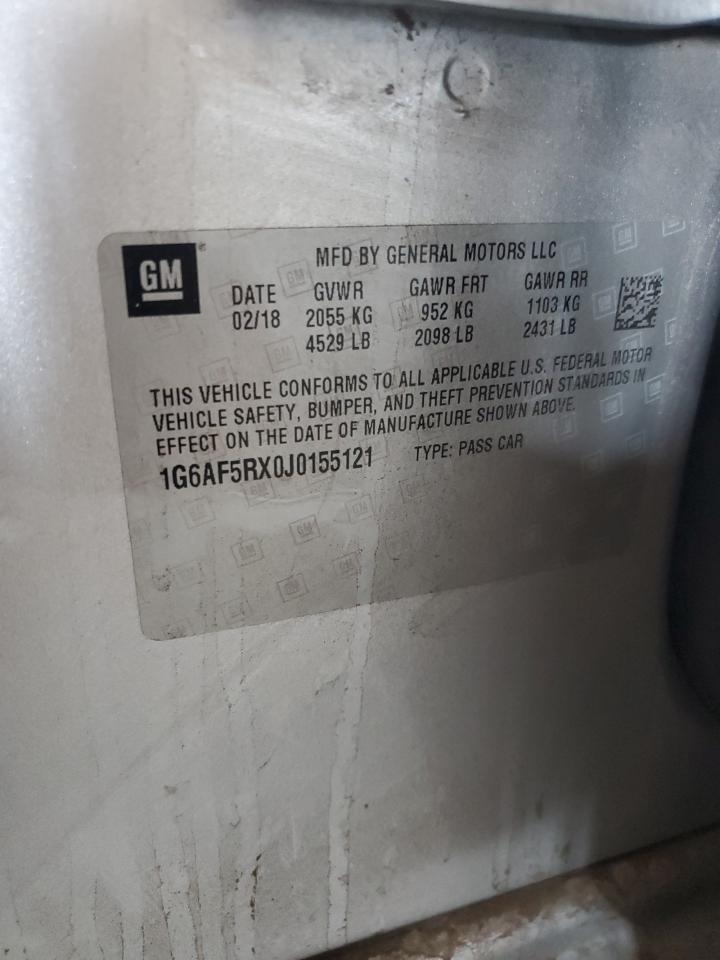 GM
MFD BY GENERAL MOTORS LLC
DATE GVWR GAWR FRT GAWR RR
02/18 2055 KG 952 KG 1103 KG
4529 LB 2098 LB 2431 LB
THIS VEHICLE CONFORMS TO ALL APPLICABLE U.S. FEDERAL MOTOR
VEHICLE SAFETY, BUMPER, AND THEFT PREVENTION STANDARDS IN
EFFECT ON THE DATE OF MANUFACTURE SHOWN ABOVE.
1G6AF5RX0J0155121 TYPE: PASS CAR